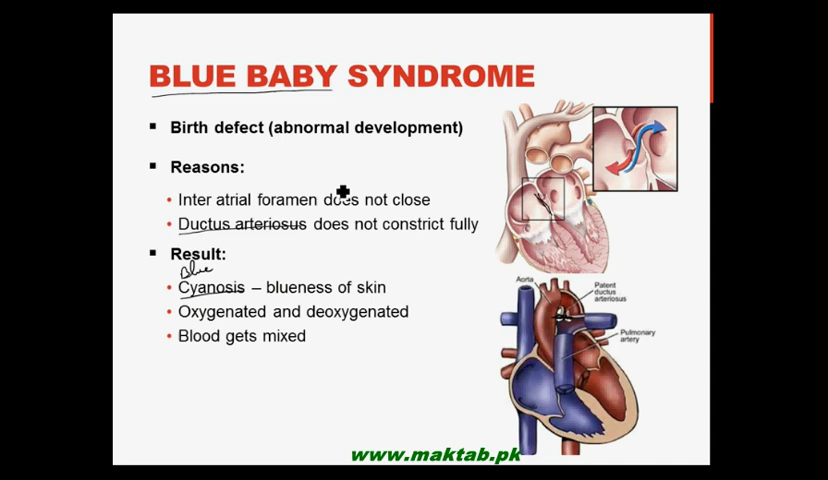 BLUE BABY SYNDROME
Birth defect (abnormal development)
Reasons:
Inter atrial foramen does not close
Ductus arteriosus does not constrict fully
Result:
Blue
Cyanosis – blueness of skin
Oxygenated and deoxygenated
Blood gets mixed
Aorta
Patent
ductus
arteriosus
Pulmonary
artery
www.maktab.pk